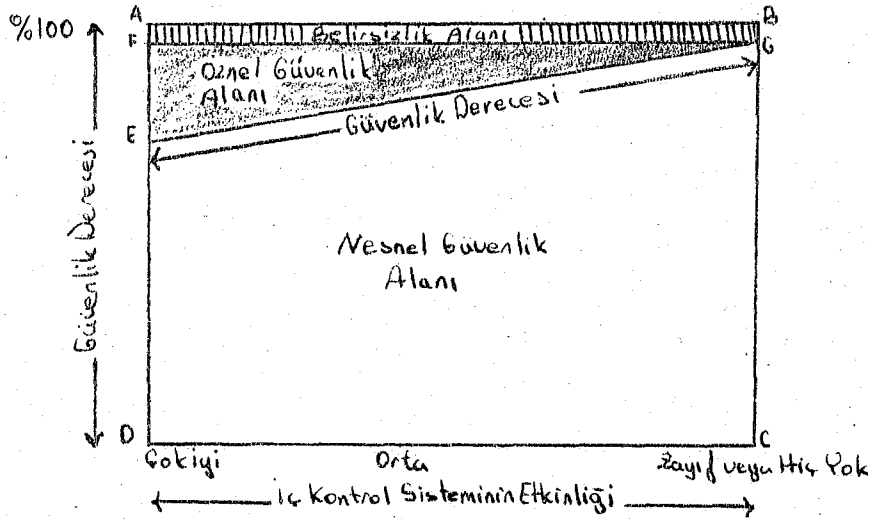 A
B
%100
F
Belirsizlik Alanı
G
Öznel Güvenlik
Alanı
Güvenlik Derecesi
E
Güvenlik Derecesi
Nesnel Güvenlik
Alanı
D
C
Çok iyi
Orta
Zayıf veya Hiç Yok
İç Kontrol Sisteminin Etkinliği